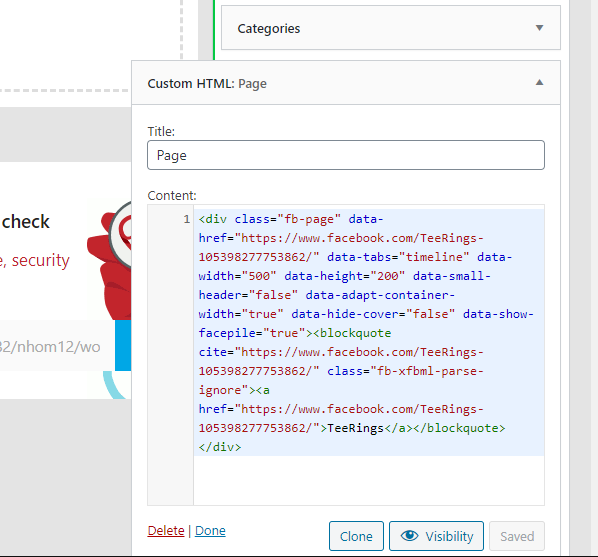 Categories
Custom HTML: Page
Title:
Page
Content:
check
1 <div class="fb-page" data-
href="https://www.facebook.com/TeeRings-
105398277753862/" data-tabs="timeline" data-
width="500" data-height="200" data-small-
header="false" data-adapt-container-
width="true" data-hide-cover="false" data-show-
facepile="true"><blockquote
cite="https://www.facebook.com/TeeRings-
105398277753862/" class="fb-xfbml-parse-
ignore"><a
href="https://www.facebook.com/TeeRings-
105398277753862/">TeeRings</a></blockquote>
</div>
e, security
32/nhom12/wo
Delete | Done
Clone
Visibility
Saved